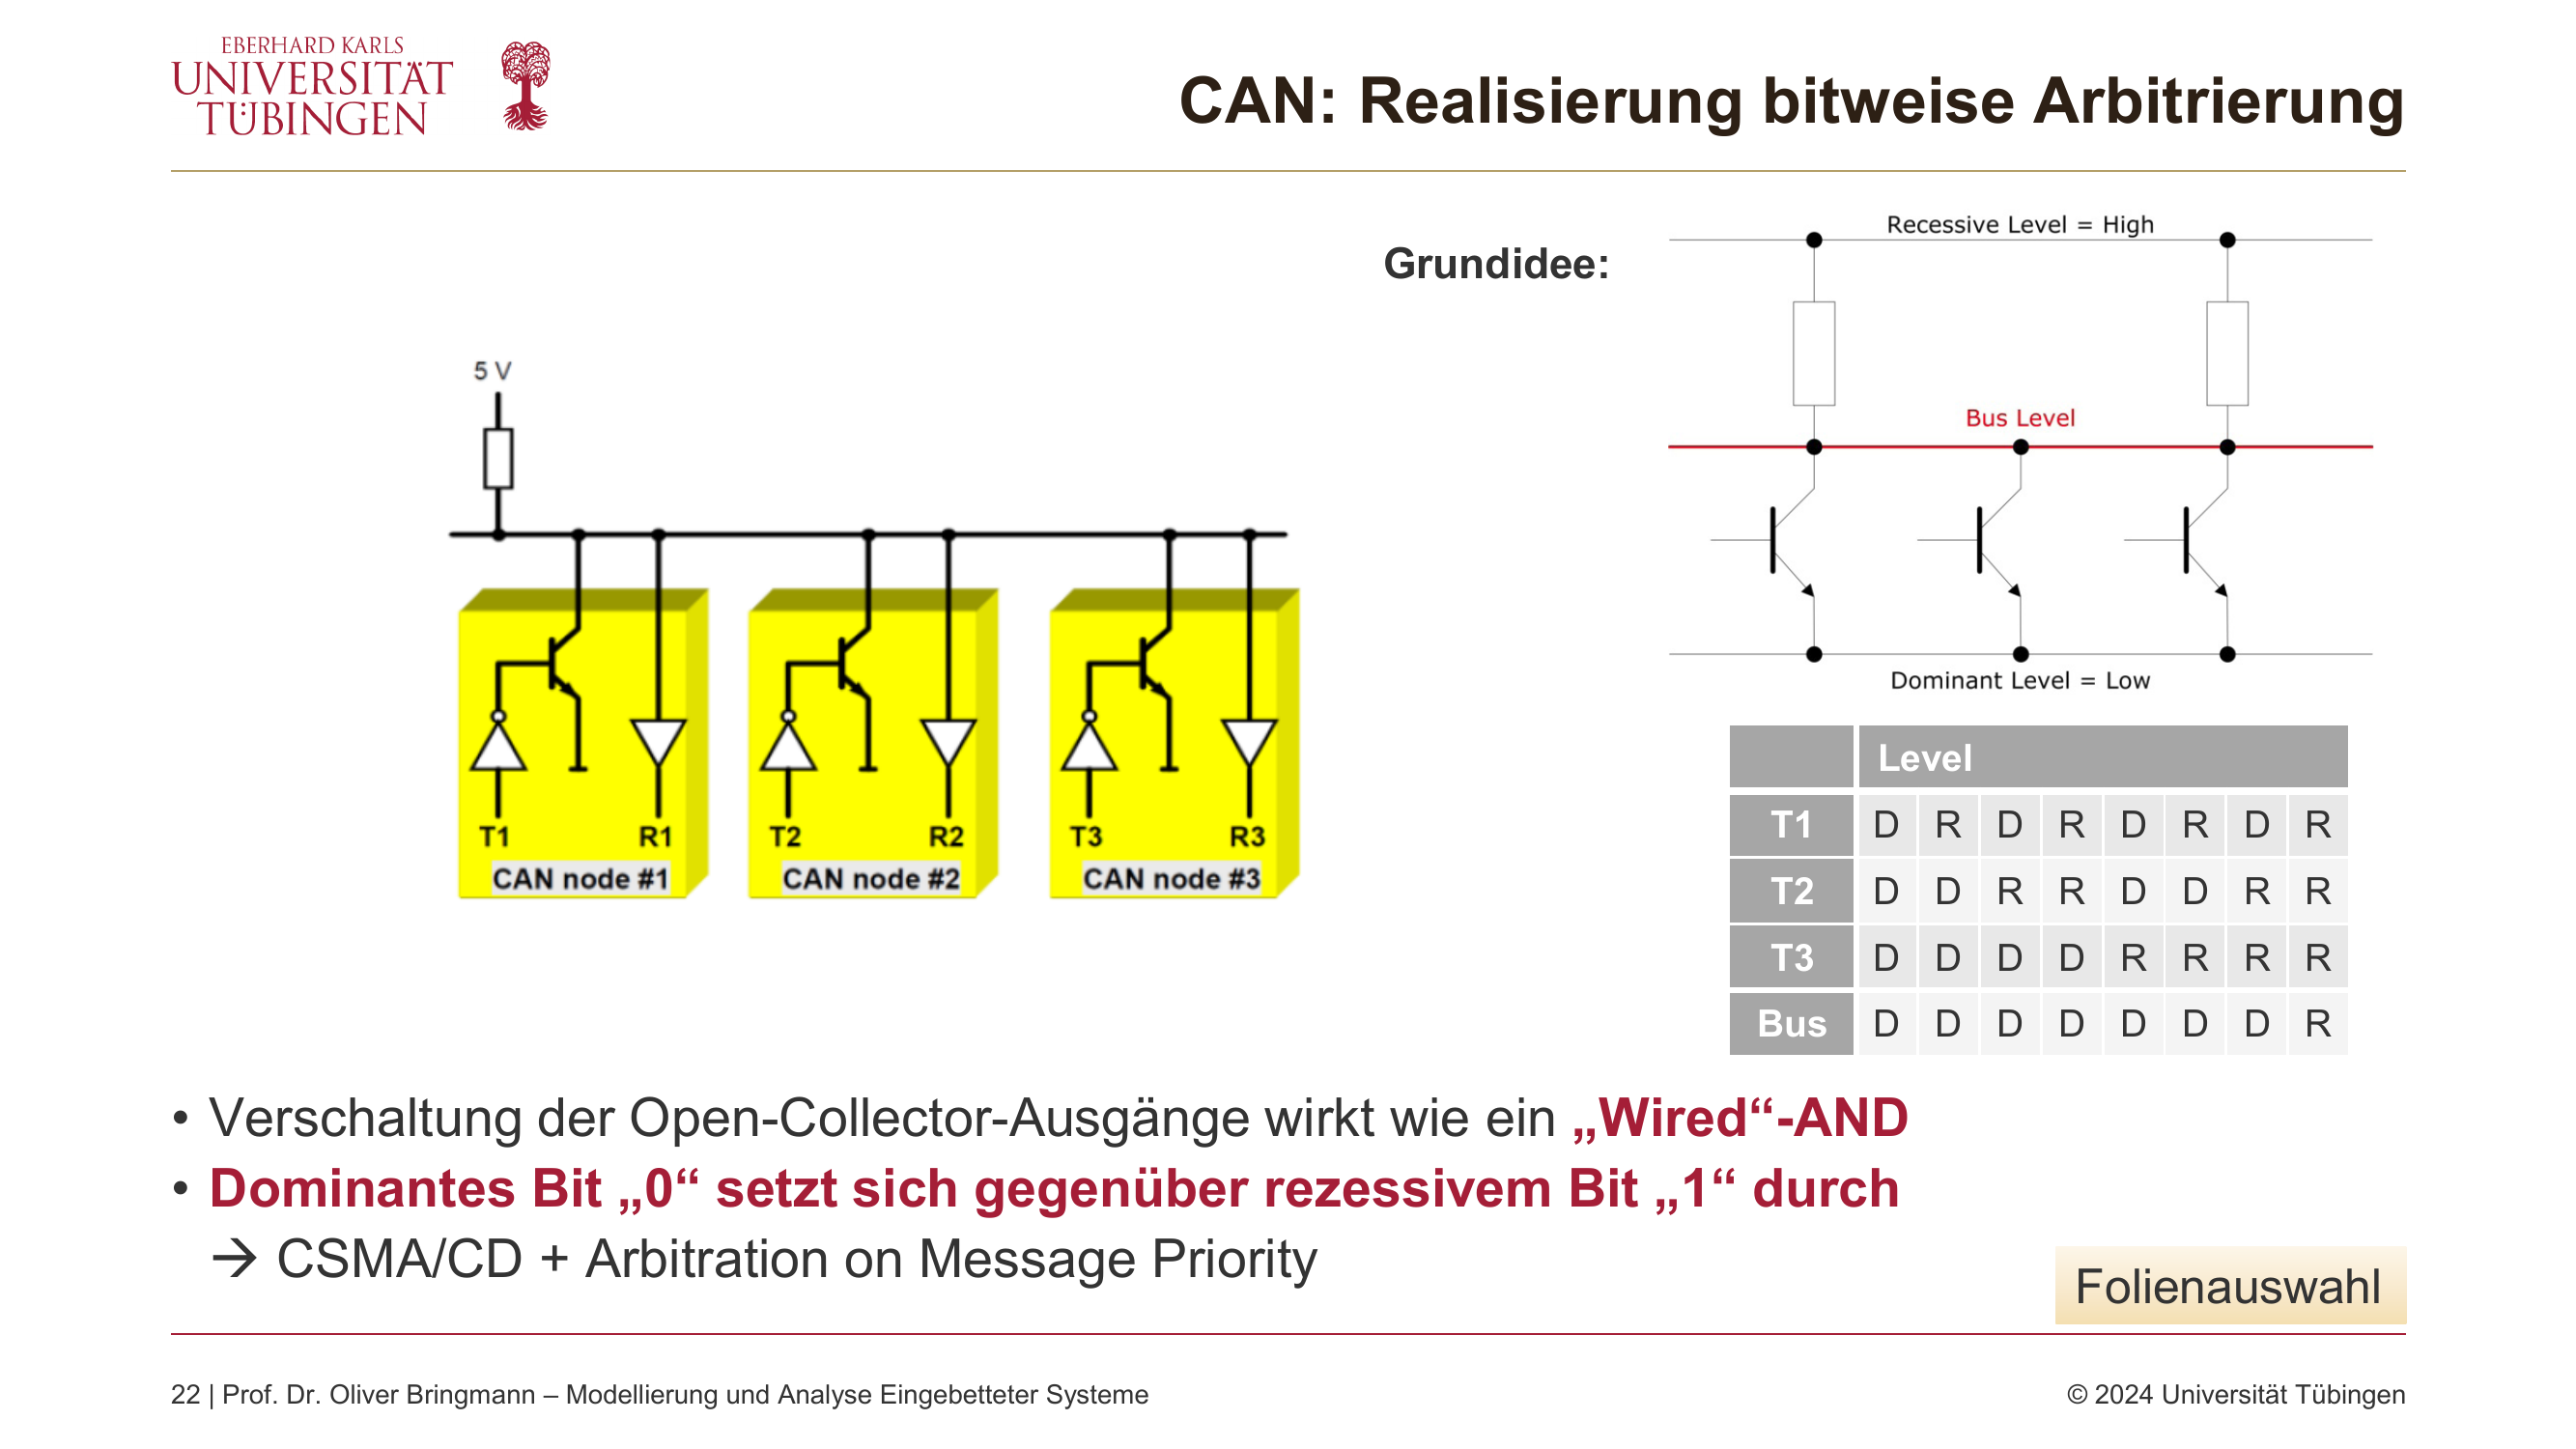 EBERHARD KARLS
UNIVERSITÄT
TÜBINGEN
CAN: Realisierung bitweise Arbitrierung
Grundidee:
Recessive Level = High
Bus Level
Dominant Level = Low
5 V
T1 R1 T2 R2 T3 R3
CAN node #1 CAN node #2 CAN node #3
Level
T1 D R D R D R D R
T2 D D R R D D R R
T3 D D D D R R R R
Bus D D D D D D D R
• Verschaltung der Open-Collector-Ausgänge wirkt wie ein „Wired“-AND
• Dominantes Bit „0“ setzt sich gegenüber rezessivem Bit „1“ durch
→ CSMA/CD + Arbitration on Message Priority
Folienauswahl
22 | Prof. Dr. Oliver Bringmann – Modellierung und Analyse Eingebetteter Systeme
© 2024 Universität Tübingen